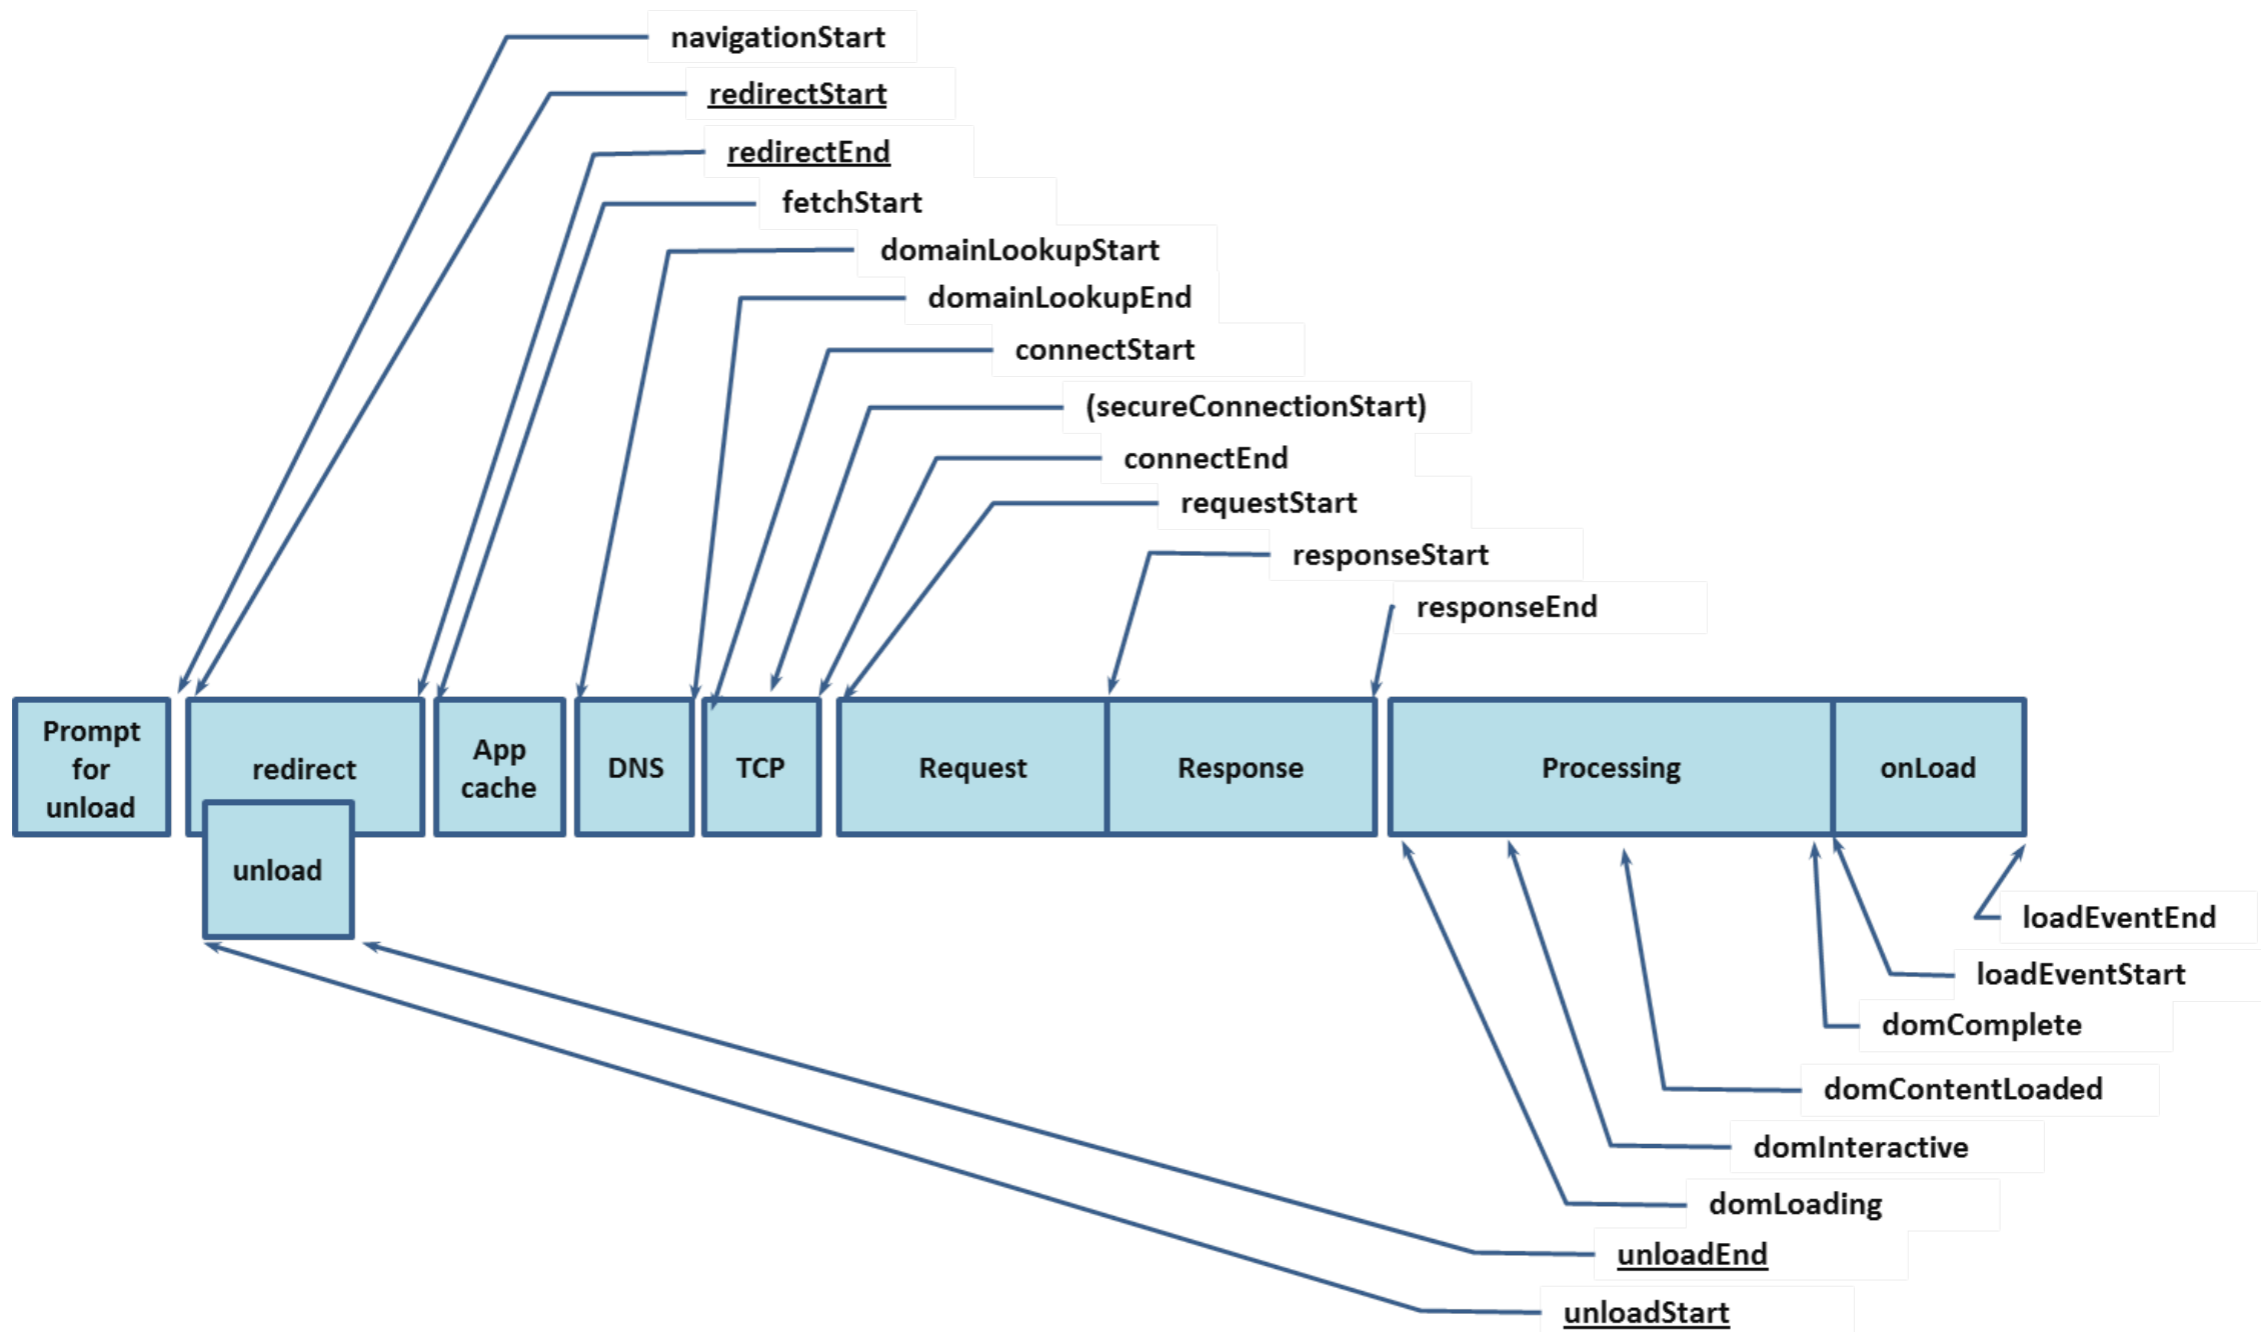 navigationStart
redirectStart
redirectEnd
fetchStart
domainLookupStart
domainLookupEnd
connectStart
(secureConnectionStart)
connectEnd
requestStart
responseStart
responseEnd
Prompt
for
unload
redirect
unload
App
cache
DNS
TCP
Request
Response
Processing
onLoad
loadEventEnd
loadEventStart
domComplete
domContentLoaded
domInteractive
domLoading
unloadEnd
unloadStart